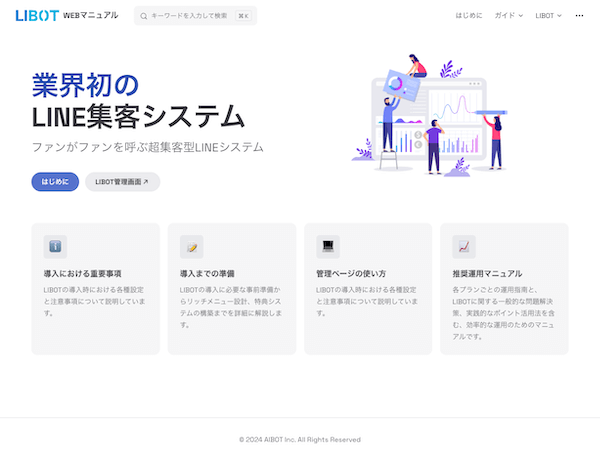 LIBOT WEBマニュアル
キーワードを入力して検索 ⌘K
はじめに
ガイド
LIBOT
業界初の
LINE集客システム
ファンがファンを呼ぶ超集客型LINEシステム
はじめに
LIBOT管理画面 ↗
導入における重要事項
LIBOTの導入時における各種設定
と注意事項について説明していま
す。
導入までの準備
LIBOTの導入に必要な事前準備か
らリッチメニュー設計、特典シス
テムの構築までを詳細に解説しま
す。
管理ページの使い方
LIBOTの導入時における各種設定
と注意事項について説明していま
す。
推奨運用マニュアル
各プランごとの運用指南と、
LIBOTに関する一般的な問題解決
策、実践的なポイント活用法を含
む、効率的な運用のためのマニュ
アルです。
© 2024 AIBOT Inc. All Rights Reserved